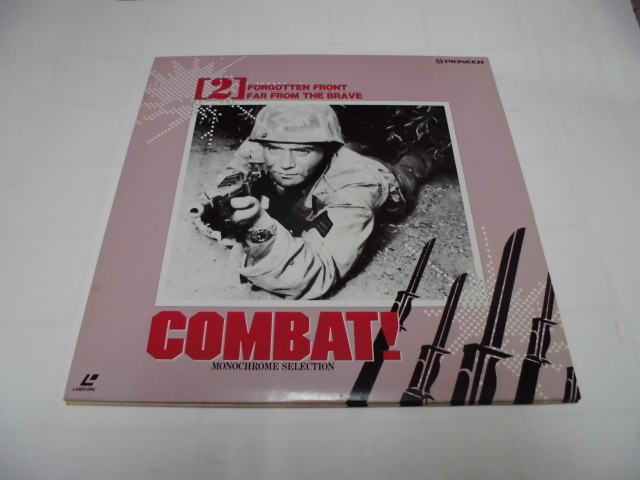 PIONEER
[2] FORGOTTEN FRONT
FAR FROM THE BRAVE
COMBAT!
MONOCHROME SELECTION
LASER DISC